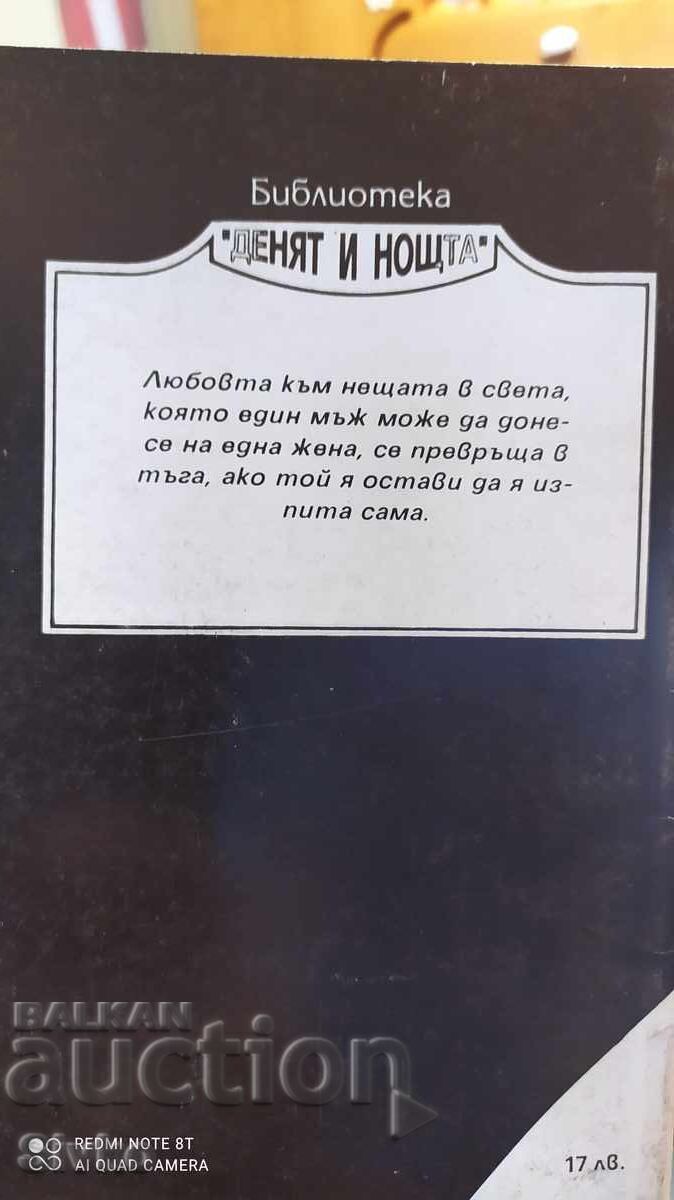 Библиотека
"ДЕНЯТ И НОЩТА"
Любовта към нещата в света,
която един мъж може да доне-
се на една жена, се превръща в
тъга, ако той я остави да я из-
пита сама.
BALKAN
auction
REDMI NOTE 8T
AI QUAD CAMERA
17 лв.